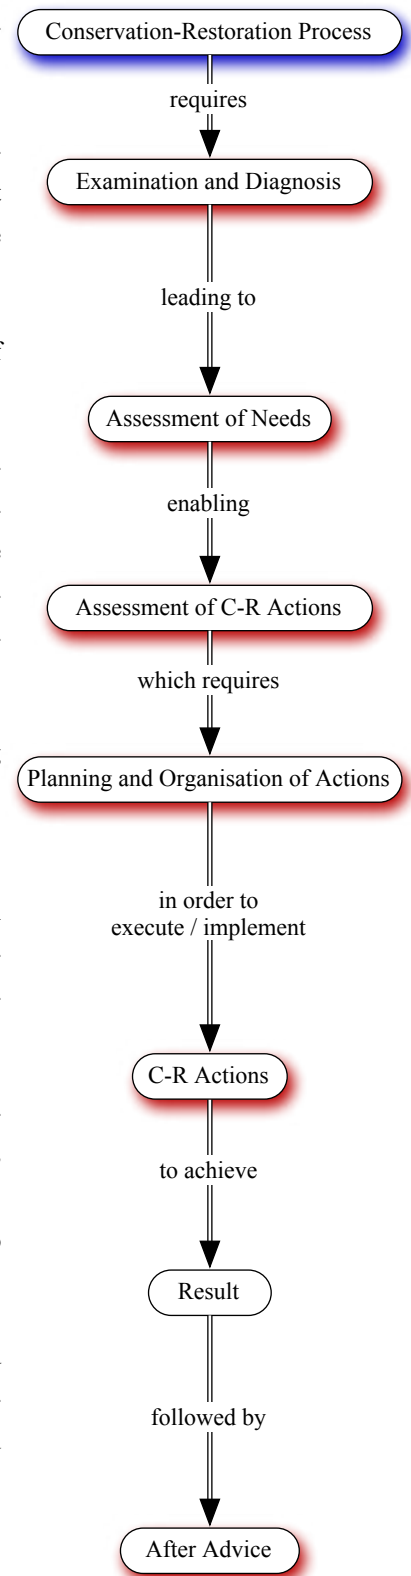 Conservation-Restoration Process
requires
Examination and Diagnosis
leading to
Assessment of Needs
enabling
Assessment of C-R Actions
which requires
Planning and Organisation of Actions
in order to
execute / implement
C-R Actions
to achieve
Result
followed by
After Advice